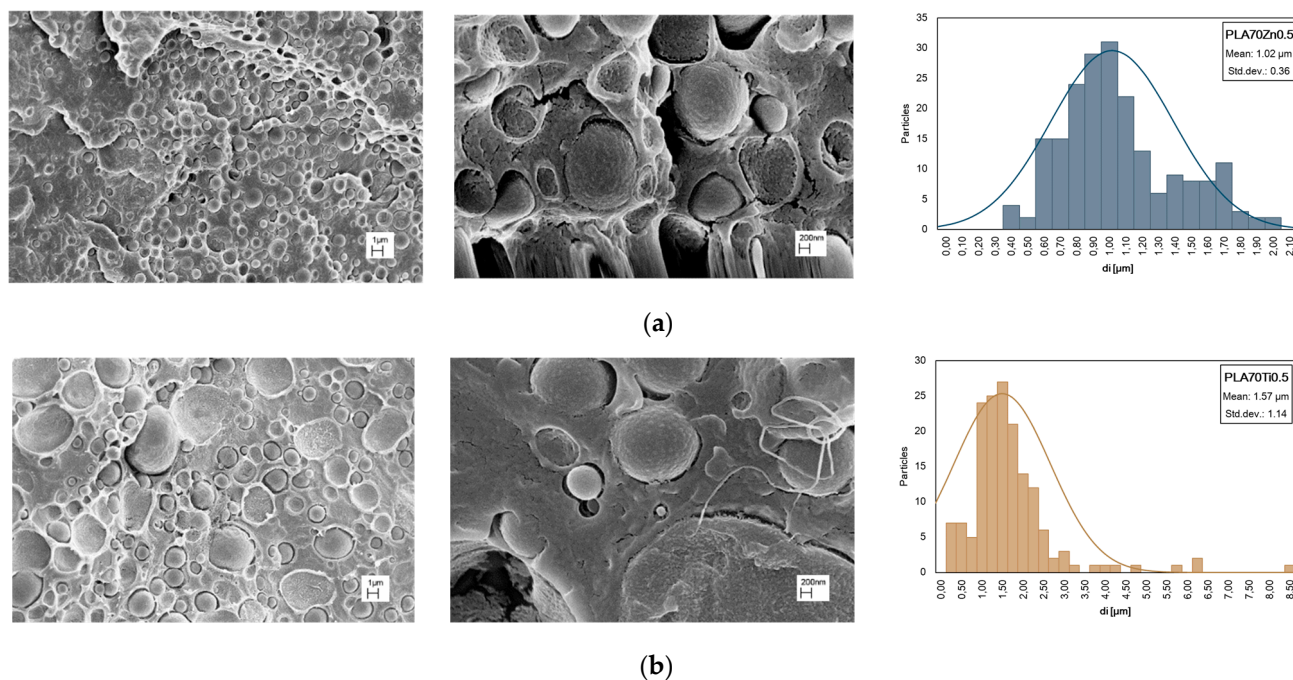 35
30
25
20
15
10
5
0
Particles
PLA70Zn0.5
Mean: 1.02 µm
Std.dev.: 0.36
1µm
200nm
0,00 0,10 0,20 0,30 0,40 0,50 0,60 0,70 0,80 0,90 1,00 1,10 1,20 1,30 1,40 1,50 1,60 1,70 1,80 1,90 2,00 2,10
di [µm]
(a)
30
25
20
15
10
5
0
Particles
PLA70Ti0.5
Mean: 1.57 µm
Std.dev.: 1.14
1µm
200nm
0,00 0,50 1,00 1,50 2,00 2,50 3,00 3,50 4,00 4,50 5,00 5,50 6,00 6,50 7,00 7,50 8,00 8,50
di [µm]
(b)